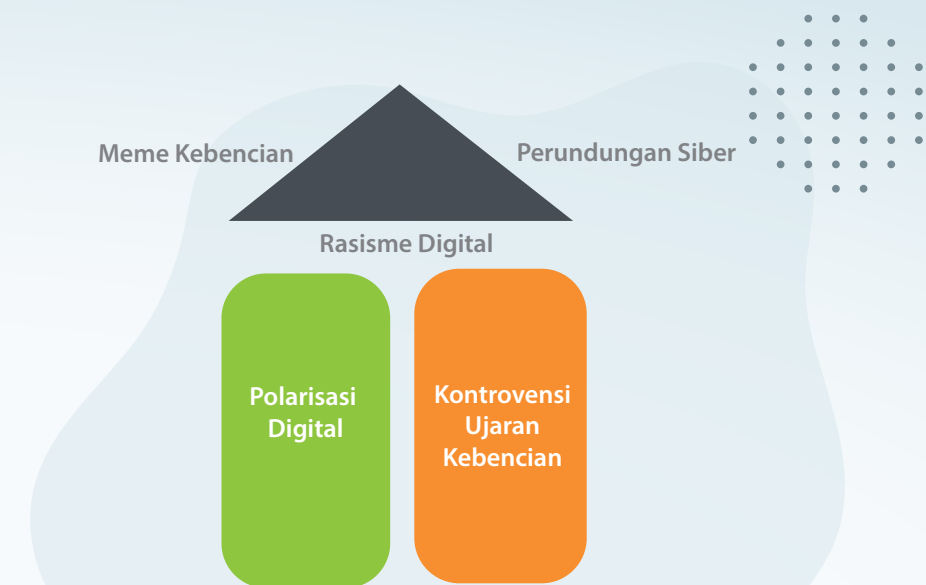 Meme Kebencian
Perundungan Siber
Rasisme Digital
Polarisasi
Digital
Kontrovensi
Ujaran
Kebencian